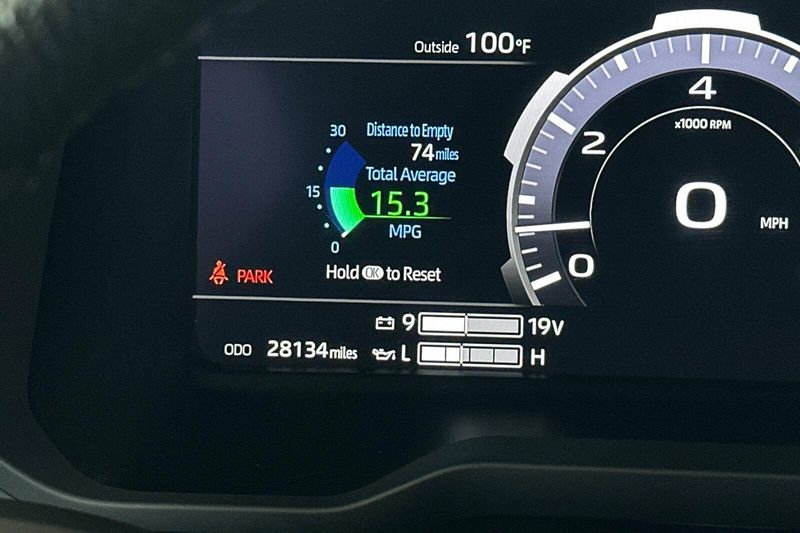 Outside 100°F
30 Distance to Empty
74 miles
15 Total Average
15.3
MPG
0
Hold OK to Reset
PARK
4
x1000 RPM
2
0
MPH
0
9 19V
L H
ODO 28134 miles